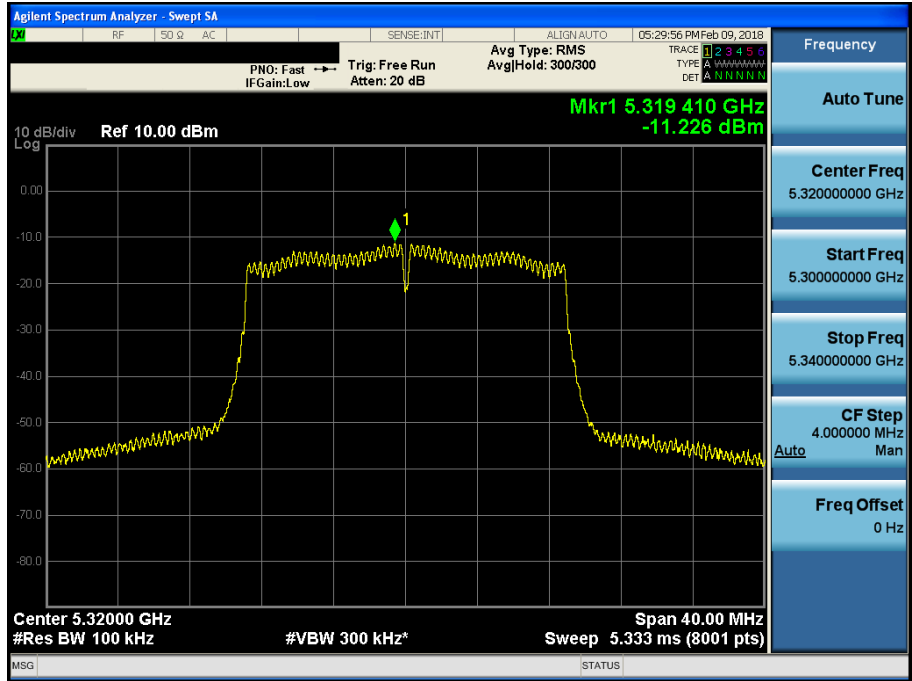 Agilent Spectrum Analyzer - Swept SA
LXI RF 50 Ω AC SENSE:INT ALIGN AUTO 05:29:56 PM Feb 09, 2018
PNO: Fast
IFGain:Low
Trig: Free Run
Atten: 20 dB
Avg Type: RMS
Avg|Hold: 300/300
TRACE 1 2 3 4 5 6
TYPE A WWWWW
DET A N N N N N
Mkr1 5.319 410 GHz
-11.226 dBm
10 dB/div Ref 10.00 dBm
Log
1
0.00
-10.0
-20.0
-30.0
-40.0
-50.0
-60.0
-70.0
-80.0
Center 5.32000 GHz Span 40.00 MHz
#Res BW 100 kHz #VBW 300 kHz* Sweep 5.333 ms (8001 pts)
MSG STATUS
Frequency
Auto Tune
Center Freq
5.320000000 GHz
Start Freq
5.300000000 GHz
Stop Freq
5.340000000 GHz
CF Step
4.000000 MHz
Auto Man
Freq Offset
0 Hz